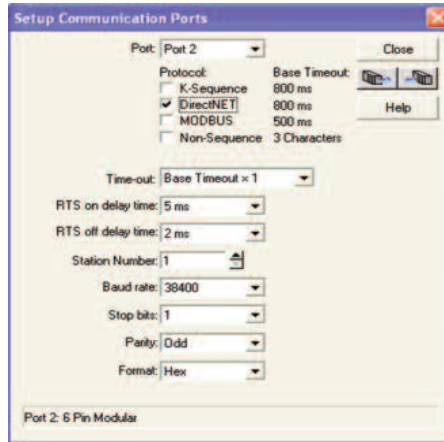 Setup Communication Ports
Port: Port 2 Close
Protocol: Base Timeout:
K-Sequence 800 ms
DirectNET 800 ms Help
MODBUS 500 ms
Non-Sequence 3 Characters
Time-out: Base Timeout × 1
RTS on delay time: 5 ms
RTS off delay time: 2 ms
Station Number: 1
Baud rate: 38400
Stop bits: 1
Parity: Odd
Format: Hex
Port 2: 6 Pin Modular